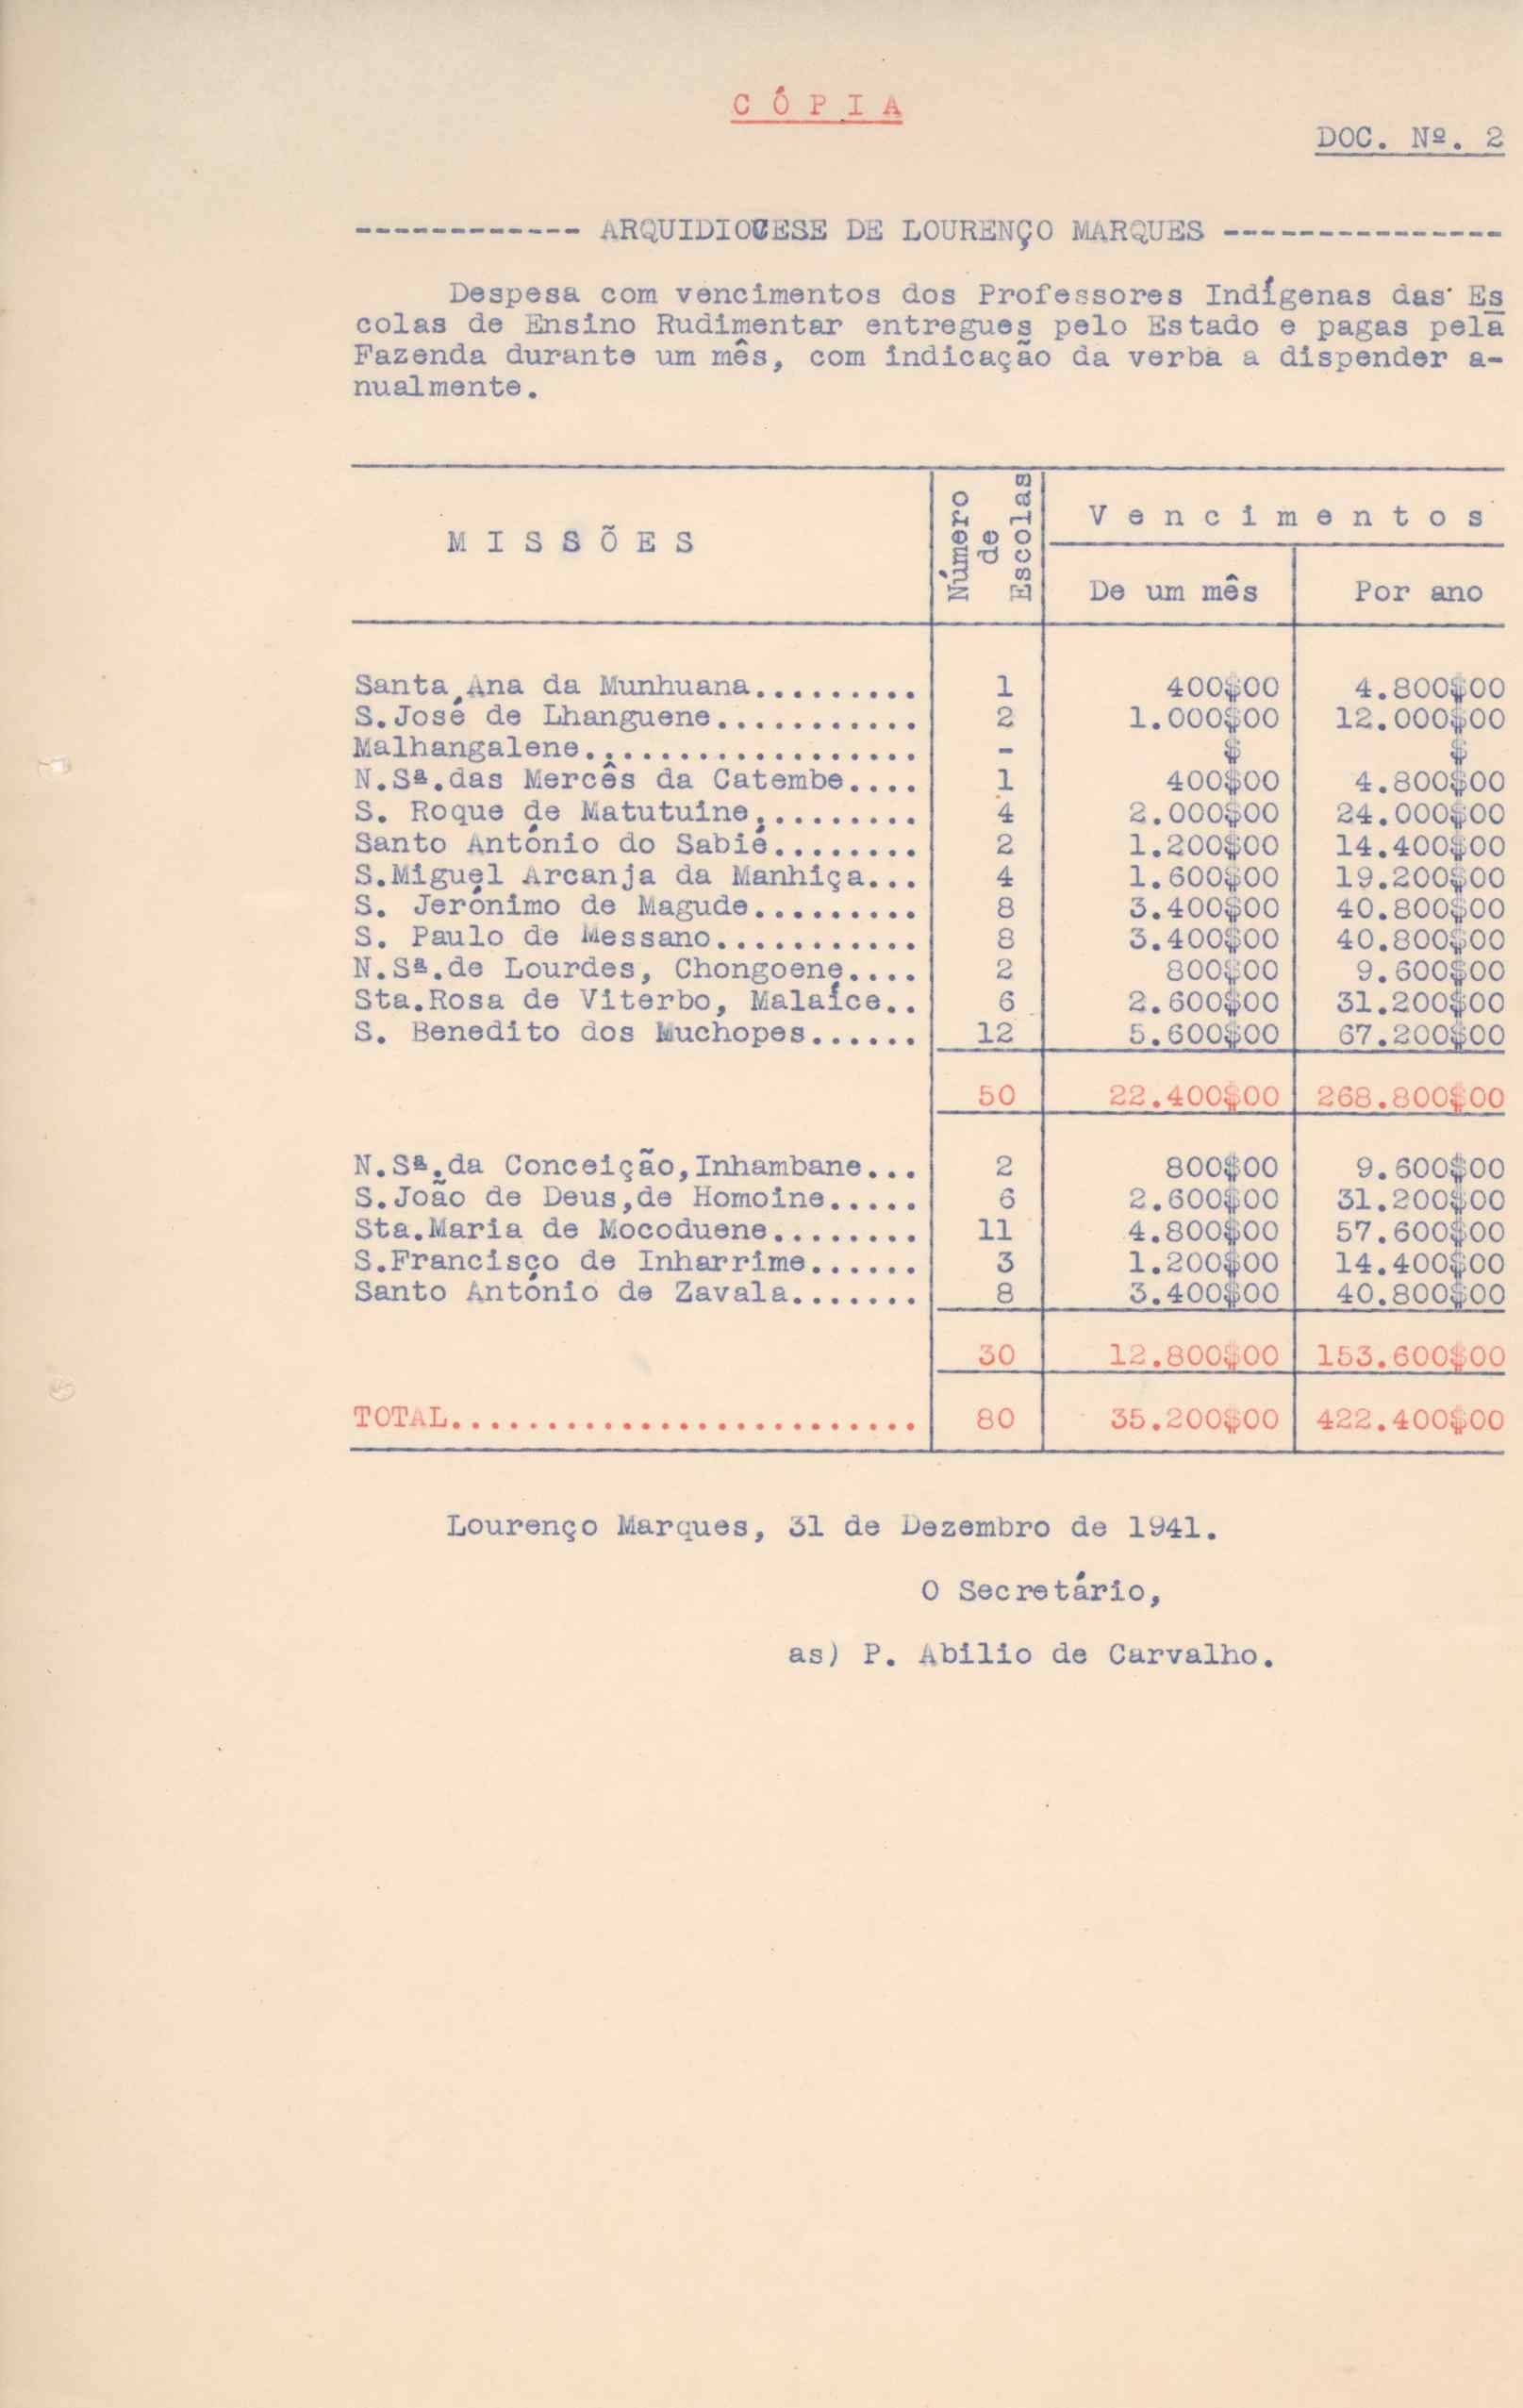 CÓPIA
DOC. Nº. 2
------------ ARQUIDIOCESE DE LOURENÇO MARQUES ---------------
Despesa com vencimentos dos Professores Indígenas das Es
colas de Ensino Rudimentar entregues pelo Estado e pagas pela
Fazenda durante um mês, com indicação da verba a dispender a-
nualmente.
MISSÕES Número de Escolas Vencimentos
De um mês Por ano
Santa Ana da Munhuana......... 1 400$00 4.800$00
S.José de Lhanguene........... 2 1.000$00 12.000$00
Malhangalene.................. - $ $
N.Sª.das Mercês da Catembe.... 1 400$00 4.800$00
S. Roque de Matutuine......... 4 2.000$00 24.000$00
Santo António do Sabié........ 2 1.200$00 14.400$00
S.Miguel Arcanja da Manhiça... 4 1.600$00 19.200$00
S. Jerónimo de Magude......... 8 3.400$00 40.800$00
S. Paulo de Messano........... 8 3.400$00 40.800$00
N.Sª.de Lourdes, Chongoene.... 2 800$00 9.600$00
Sta.Rosa de Viterbo, Malaíce.. 6 2.600$00 31.200$00
S. Benedito dos Muchopes...... 12 5.600$00 67.200$00
50 22.400$00 268.800$00
N.Sª.da Conceição,Inhambane... 2 800$00 9.600$00
S.João de Deus,de Homoine..... 6 2.600$00 31.200$00
Sta.Maria de Mocoduene........ 11 4.800$00 57.600$00
S.Francisco de Inharrime...... 3 1.200$00 14.400$00
Santo António de Zavala....... 8 3.400$00 40.800$00
30 12.800$00 153.600$00
TOTAL......................... 80 35.200$00 422.400$00
Lourenço Marques, 31 de Dezembro de 1941.
O Secretário,
as) P. Abilio de Carvalho.